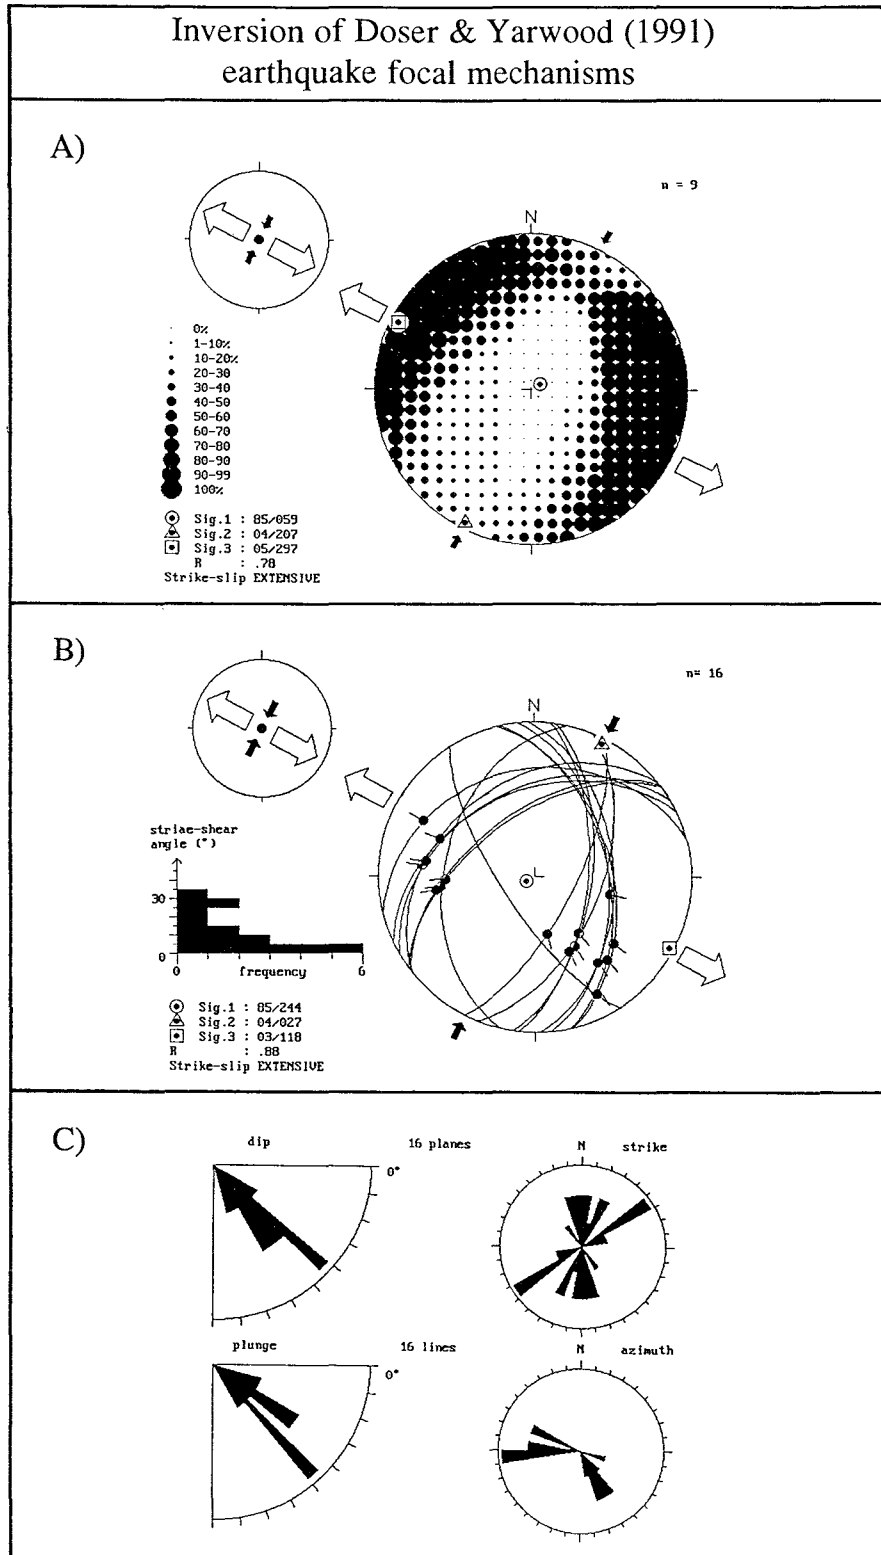 Inversion of Doser & Yarwood (1991)
earthquake focal mechanisms
A)
n = 9
N
0%
1-10%
10-20%
20-30
30-40
40-50
50-60
60-70
70-80
80-90
90-99
100%
Sig.1 : 85/059
Sig.2 : 04/207
Sig.3 : 05/297
R : .78
Strike-slip EXTENSIVE
B)
n= 16
N
striae-shear
angle (°)
30
0
0 frequency 6
Sig.1 : 85/244
Sig.2 : 04/027
Sig.3 : 03/118
R : .88
Strike-slip EXTENSIVE
C)
dip 16 planes N strike
0°
plunge 16 lines N azimuth
0°